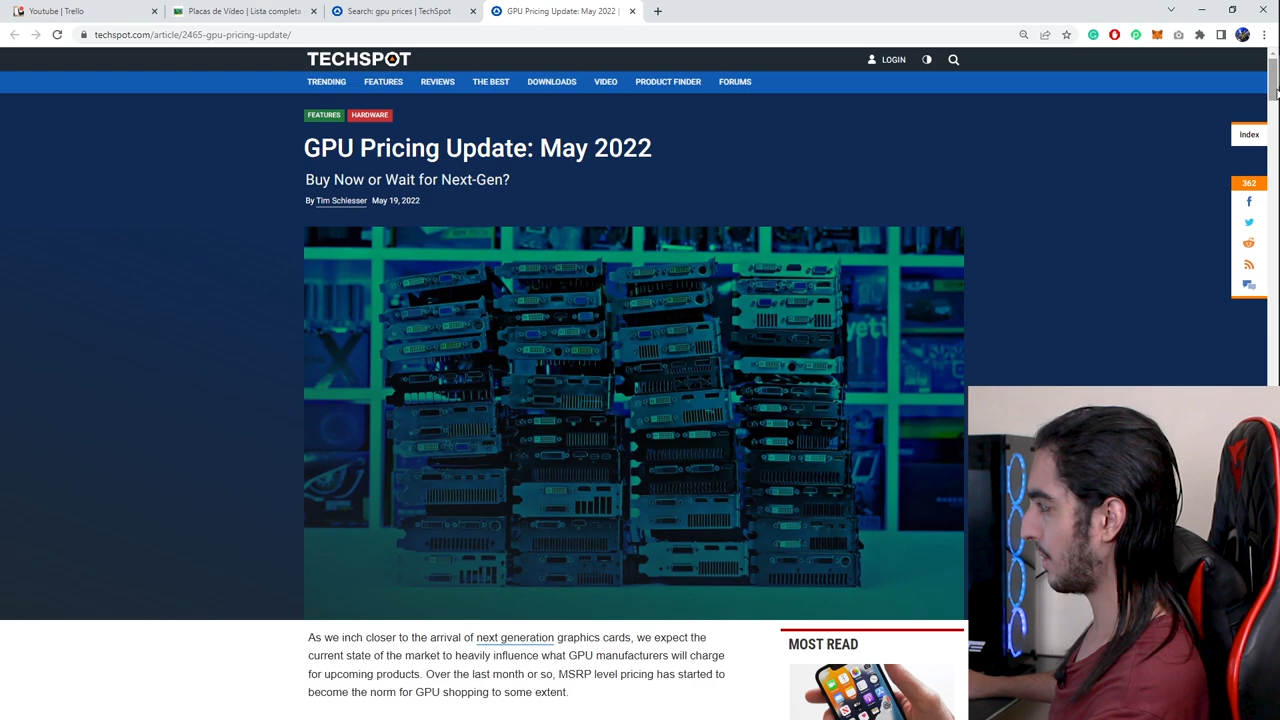 Youtube | Trello
Placas de Vídeo | Lista completa
Search: gpu prices | TechSpot
GPU Pricing Update: May 2022 |
techspot.com/article/2465-gpu-pricing-update/
TECHSPOT
LOGIN
TRENDING FEATURES REVIEWS THE BEST DOWNLOADS VIDEO PRODUCT FINDER FORUMS
FEATURES HARDWARE
GPU Pricing Update: May 2022
Buy Now or Wait for Next-Gen?
By Tim Schiesser May 19, 2022
Index
362
As we inch closer to the arrival of next generation graphics cards, we expect the
current state of the market to heavily influence what GPU manufacturers will charge
for upcoming products. Over the last month or so, MSRP level pricing has started to
become the norm for GPU shopping to some extent.
MOST READ